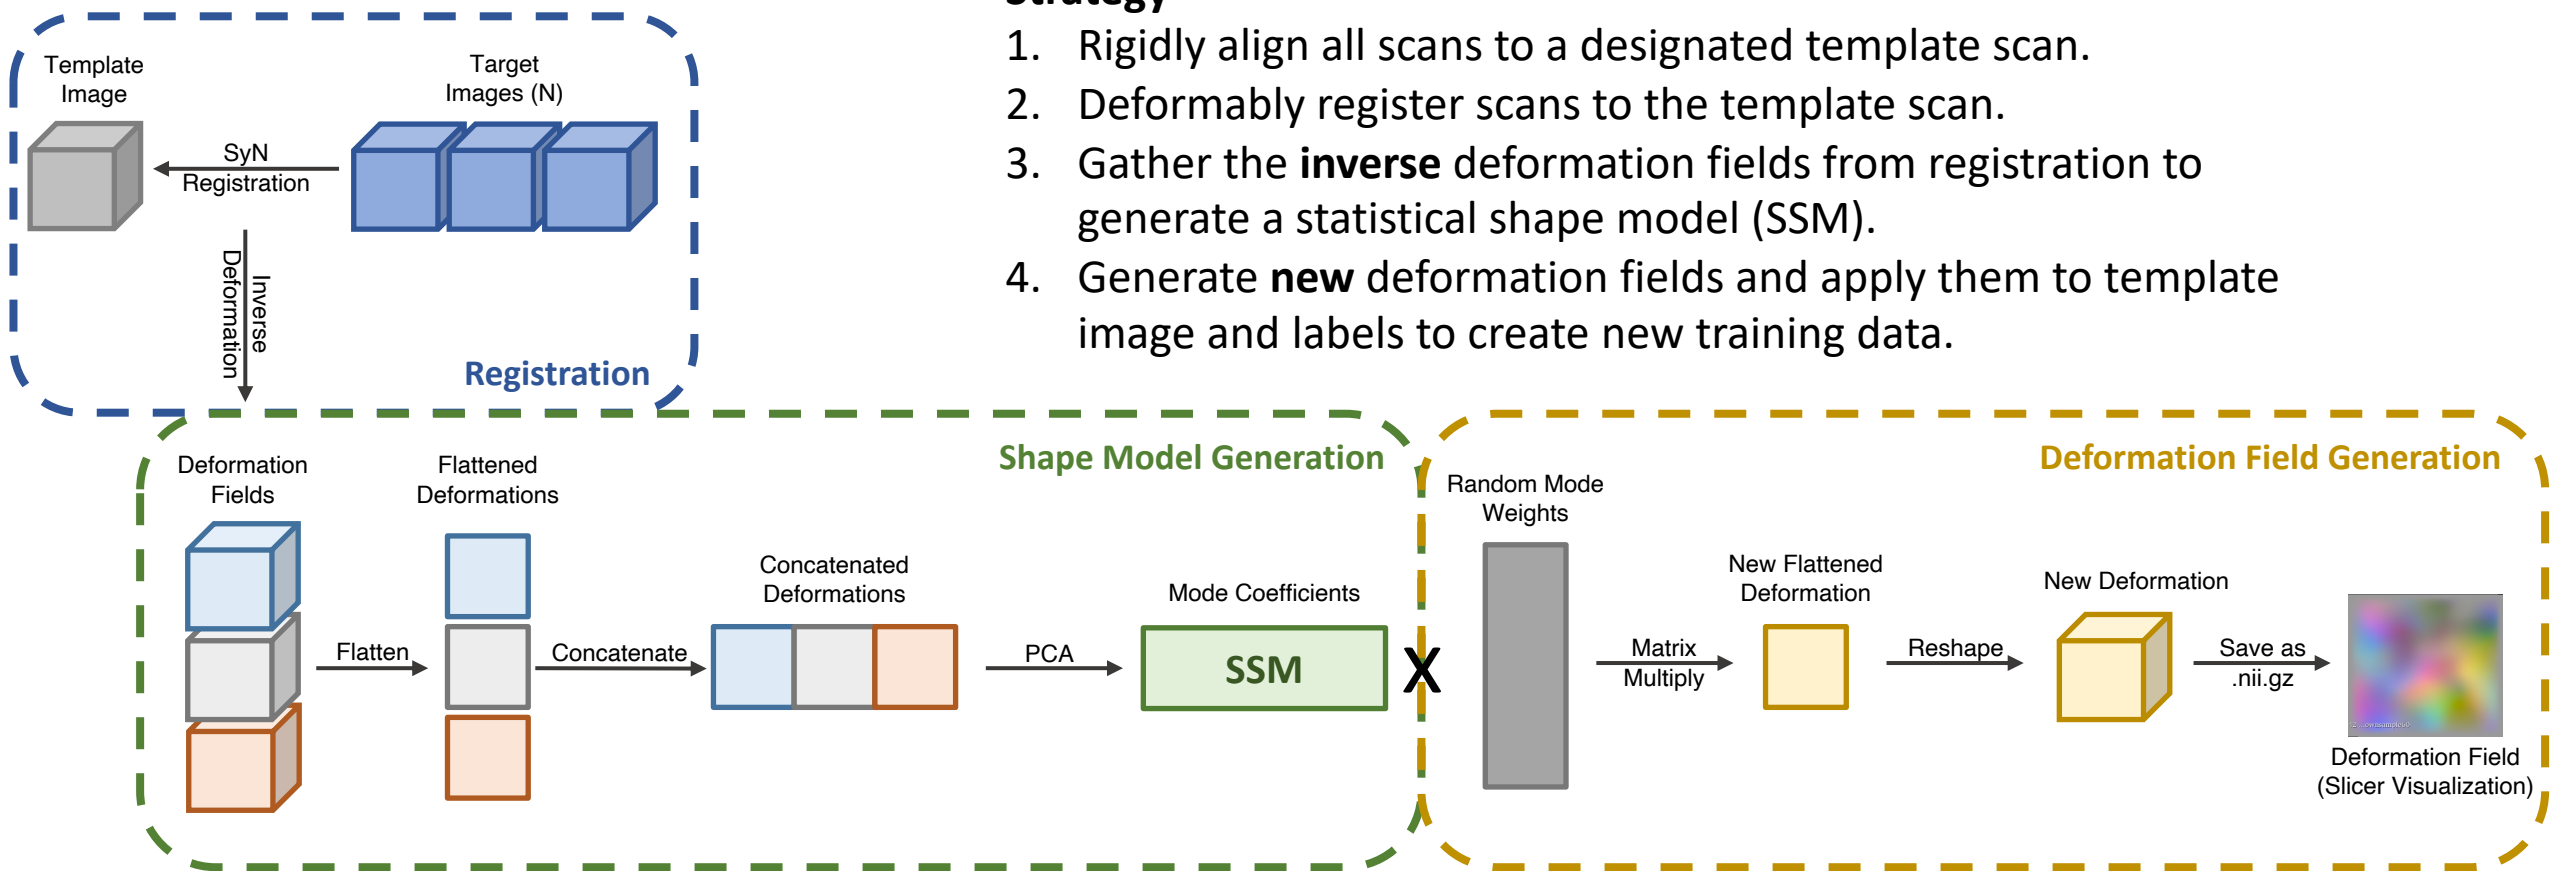 Strategy
1. Rigidly align all scans to a designated template scan.
2. Deformably register scans to the template scan.
3. Gather the inverse deformation fields from registration to
generate a statistical shape model (SSM).
4. Generate new deformation fields and apply them to template
image and labels to create new training data.
Template
Image
Target
Images (N)
SyN
Registration
Inverse
Deformation
Registration
Shape Model Generation
Deformation
Fields
Flatten
Flattened
Deformations
Concatenate
Concatenated
Deformations
PCA
Mode Coefficients
SSM
X
Deformation Field Generation
Random Mode
Weights
Matrix
Multiply
New Flattened
Deformation
Reshape
New Deformation
Save as
.nii.gz
Deformation Field
(Slicer Visualization)